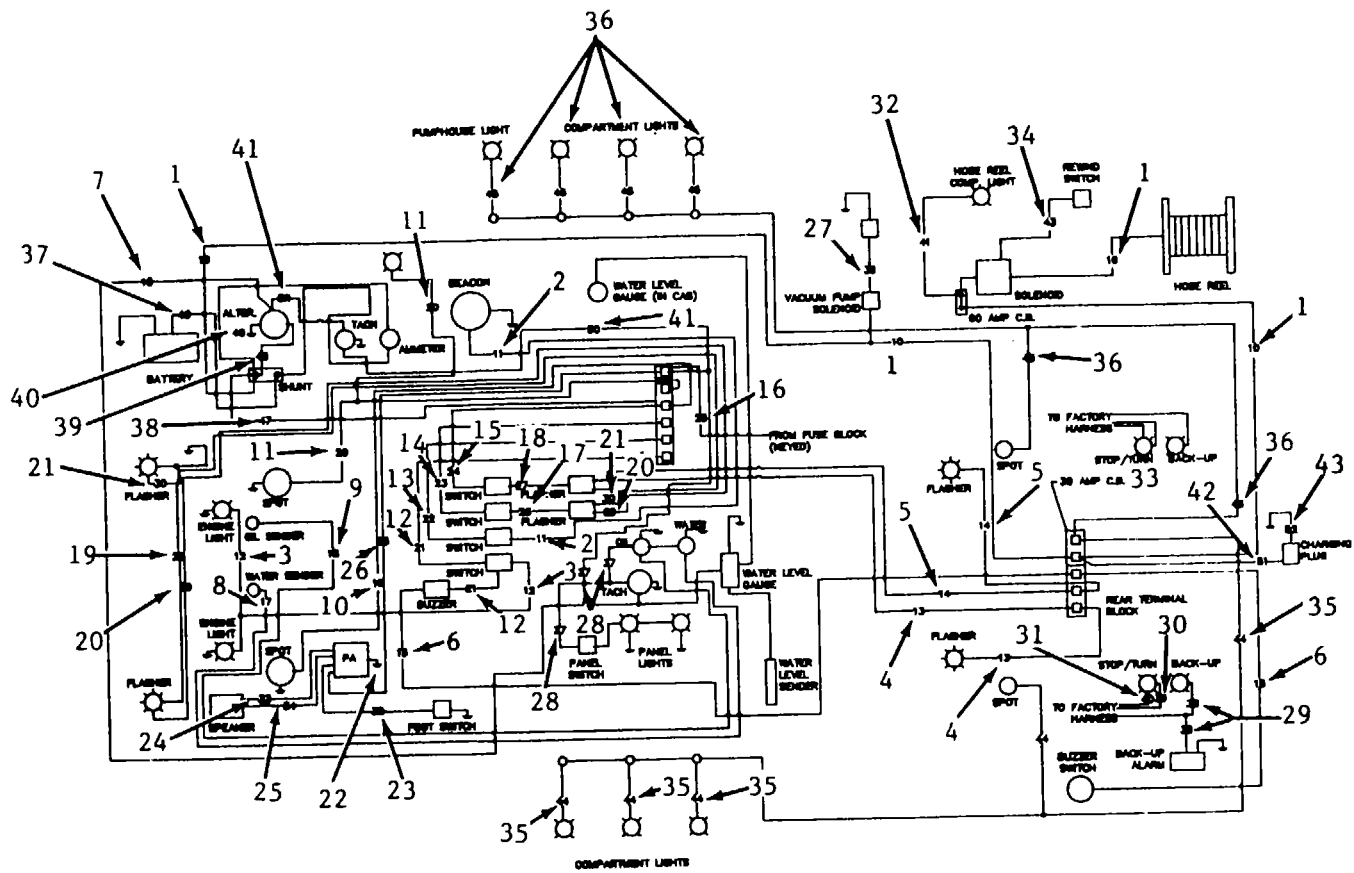 36
32
34
PUMPHOUSE LIGHT
COMPARTMENT LIGHTS
41
7
1
11
HOSE REEL
COMP. LIGHT
REWIND
SWITCH
1
37
27
2
BEACON
WATER LEVEL
GAUGE (IN CAB)
41
VACUUM PUMP
SOLENOID
SOLENOID
HOSE REEL
60 AMP C.B.
1
ALTER.
TACH
AMMETER
40
BATTERY
SHUNT
39
38
1
36
16
14
15
18
17
21
20
FROM FUSE BLOCK
(KEYED)
TO FACTORY
HARNESS
STOP/TURN
BACK-UP
33
36
43
21
FLASHER
11
SPOT
9
13
12
SWITCH
FLASHER
SWITCH
FLASHER
SWITCH
SWITCH
2
SPOT
FLASHER
30 AMP C.B.
5
5
42
CHARGING
PLUG
ENGINE
LIGHT
OIL SENDER
19
3
8
WATER SENDER
26
10
3
OIL
WATER
TACH
WATER LEVEL
GAUGE
REAR TERMINAL
BLOCK
35
20
ENGINE
LIGHT
BUZZER
12
28
4
6
28
PANEL
SWITCH
PANEL
LIGHTS
WATER
LEVEL
SENDER
FLASHER
4
4
SPOT
31
30
STOP/TURN
BACK-UP
6
29
TO FACTORY
HARNESS
FLASHER
SPOT
PA
SPEAKER
FOOT SWITCH
24
25
22
23
BUZZER
SWITCH
BACK-UP
ALARM
35
35
35
COMPARTMENT LIGHTS